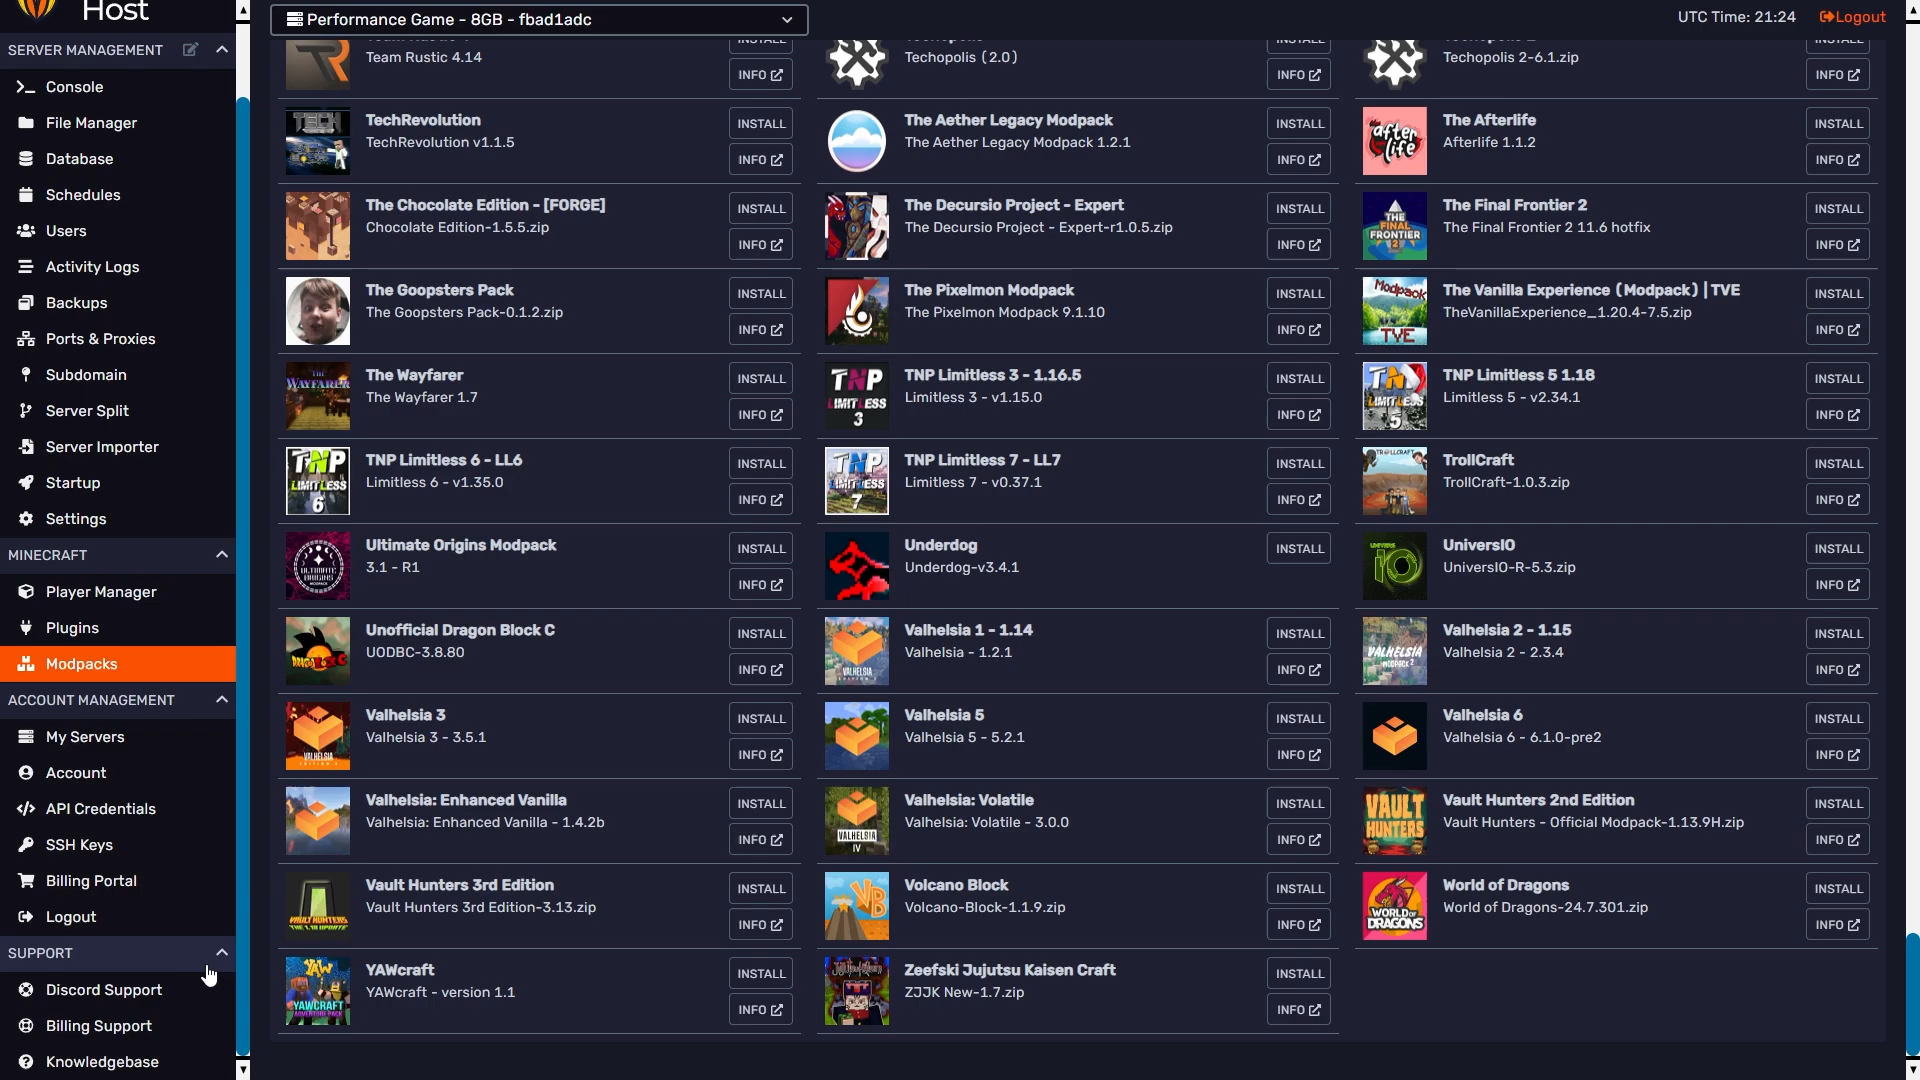 Host
Performance Game - 8GB - fbad1adc
UTC Time: 21:24
Logout
SERVER MANAGEMENT
Console
File Manager
Database
Schedules
Users
Activity Logs
Backups
Ports & Proxies
Subdomain
Server Split
Server Importer
Startup
Settings
MINECRAFT
Player Manager
Plugins
Modpacks
ACCOUNT MANAGEMENT
My Servers
Account
API Credentials
SSH Keys
Billing Portal
Logout
SUPPORT
Discord Support
Billing Support
Knowledgebase
Team Rustic 4.14
INFO
Techopolis (2.0)
INFO
Techopolis 2-6.1.zip
INFO
TechRevolution
TechRevolution v1.1.5
INSTALL
INFO
The Aether Legacy Modpack
The Aether Legacy Modpack 1.2.1
INSTALL
INFO
The Afterlife
Afterlife 1.1.2
INSTALL
INFO
The Chocolate Edition - [FORGE]
Chocolate Edition-1.5.5.zip
INSTALL
INFO
The Decursio Project - Expert
The Decursio Project - Expert-r1.0.5.zip
INSTALL
INFO
The Final Frontier 2
The Final Frontier 2 11.6 hotfix
INSTALL
INFO
The Goopsters Pack
The Goopsters Pack-0.1.2.zip
INSTALL
INFO
The Pixelmon Modpack
The Pixelmon Modpack 9.1.10
INSTALL
INFO
The Vanilla Experience (Modpack) | TVE
TheVanillaExperience_1.20.4-7.5.zip
INSTALL
INFO
The Wayfarer
The Wayfarer 1.7
INSTALL
INFO
TNP Limitless 3 - 1.16.5
Limitless 3 - v1.15.0
INSTALL
INFO
TNP Limitless 5 1.18
Limitless 5 - v2.34.1
INSTALL
INFO
TNP Limitless 6 - LL6
Limitless 6 - v1.35.0
INSTALL
INFO
TNP Limitless 7 - LL7
Limitless 7 - v0.37.1
INSTALL
INFO
TrollCraft
TrollCraft-1.0.3.zip
INSTALL
INFO
Ultimate Origins Modpack
3.1 - R1
INSTALL
INFO
Underdog
Underdog-v3.4.1
INSTALL
UniversIO
UniversIO-R-5.3.zip
INSTALL
INFO
Unofficial Dragon Block C
UODBC-3.8.80
INSTALL
INFO
Valhelsia 1 - 1.14
Valhelsia - 1.2.1
INSTALL
INFO
Valhelsia 2 - 1.15
Valhelsia 2 - 2.3.4
INSTALL
INFO
Valhelsia 3
Valhelsia 3 - 3.5.1
INSTALL
INFO
Valhelsia 5
Valhelsia 5 - 5.2.1
INSTALL
INFO
Valhelsia 6
Valhelsia 6 - 6.1.0-pre2
INSTALL
INFO
Valhelsia: Enhanced Vanilla
Valhelsia: Enhanced Vanilla - 1.4.2b
INSTALL
INFO
Valhelsia: Volatile
Valhelsia: Volatile - 3.0.0
INSTALL
INFO
Vault Hunters 2nd Edition
Vault Hunters - Official Modpack-1.13.9H.zip
INSTALL
INFO
Vault Hunters 3rd Edition
Vault Hunters 3rd Edition-3.13.zip
INSTALL
INFO
Volcano Block
Volcano-Block-1.1.9.zip
INSTALL
INFO
World of Dragons
World of Dragons-24.7.301.zip
INSTALL
INFO
YAWcraft
YAWcraft - version 1.1
INSTALL
INFO
Zeefski Jujutsu Kaisen Craft
ZJJK New-1.7.zip
INSTALL
INFO